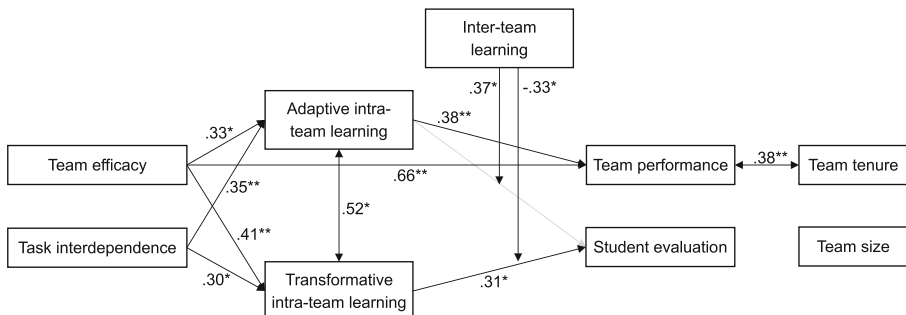 Inter-team
learning
.37*
-.33*
Adaptive intra-
team learning
.38**
.33*
Team efficacy
Team performance
.38**
Team tenure
.66**
.35**
.52*
.41**
Task interdependence
Student evaluation
Team size
.30*
Transformative
intra-team learning
.31*